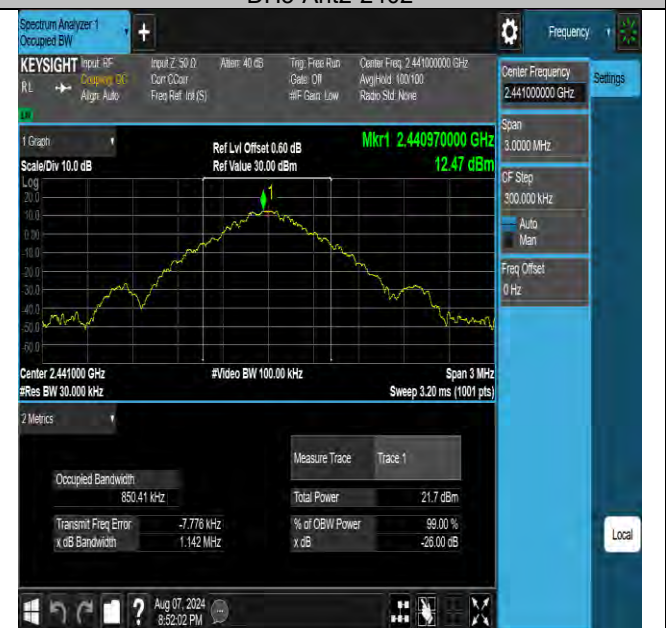 DH5-Ant2-2402
Spectrum Analyzer 1
Occupied BW
+
Frequency
KEYSIGHT
RL
Input: RF
Coupling: DC
Align: Auto
Input Z: 50 Ω
Corr CCorr
Freq Ref: Int (S)
Atten: 40 dB
Trig: Free Run
Gate: Off
#IF Gain: Low
Center Freq: 2.441000000 GHz
Avg|Hold: 100/100
Radio Std: None
Center Frequency
2.441000000 GHz
Settings
Span
3.0000 MHz
CF Step
300.000 kHz
Auto
Man
Freq Offset
0 Hz
1 Graph
Scale/Div 10.0 dB
Ref Lvl Offset 0.60 dB
Ref Value 30.00 dBm
Mkr1 2.440970000 GHz
12.47 dBm
Log
20.0
10.0
0.00
-10.0
-20.0
-30.0
-40.0
-50.0
-60.0
1
Center 2.441000 GHz
#Res BW 30.000 kHz
#Video BW 100.00 kHz
Span 3 MHz
Sweep 3.20 ms (1001 pts)
2 Metrics
Measure Trace Trace 1
Occupied Bandwidth
850.41 kHz
Total Power 21.7 dBm
Transmit Freq Error -7.776 kHz
% of OBW Power 99.00 %
x dB Bandwidth 1.142 MHz
x dB -26.00 dB
Local
?
Aug 07, 2024
8:52:02 PM